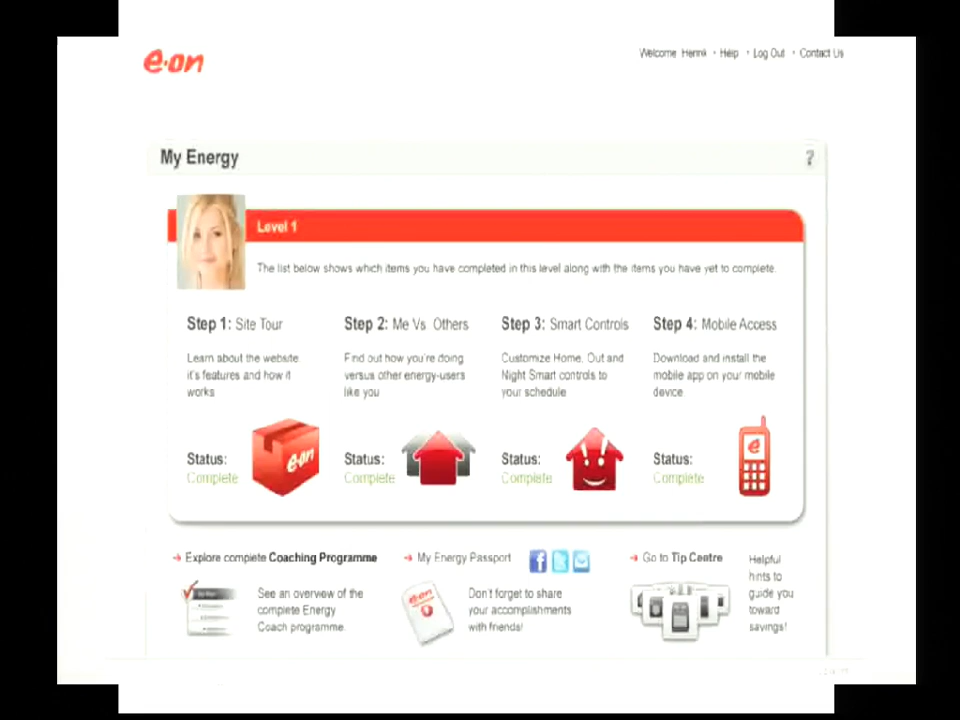 e·on
Welcome Henrik • Help • Log Out • Contact Us
My Energy
?
Level 1
The list below shows which items you have completed in this level along with the items you have yet to complete.
Step 1: Site Tour
Learn about the website
it's features and how it
works
Status:
Complete
e·on
Step 2: Me Vs Others
Find out how you're doing
versus other energy-users
like you
Status:
Complete
Step 3: Smart Controls
Customize Home, Out and
Night Smart controls to
your schedule
Status:
Complete
Step 4: Mobile Access
Download and install the
mobile app on your mobile
device
Status:
Complete
e
Explore complete Coaching Programme
See an overview of the
complete Energy
Coach programme.
My Energy Passport
f
e·on
Don't forget to share
your accomplishments
with friends!
Go to Tip Centre
Helpful
hints to
guide you
toward
savings!